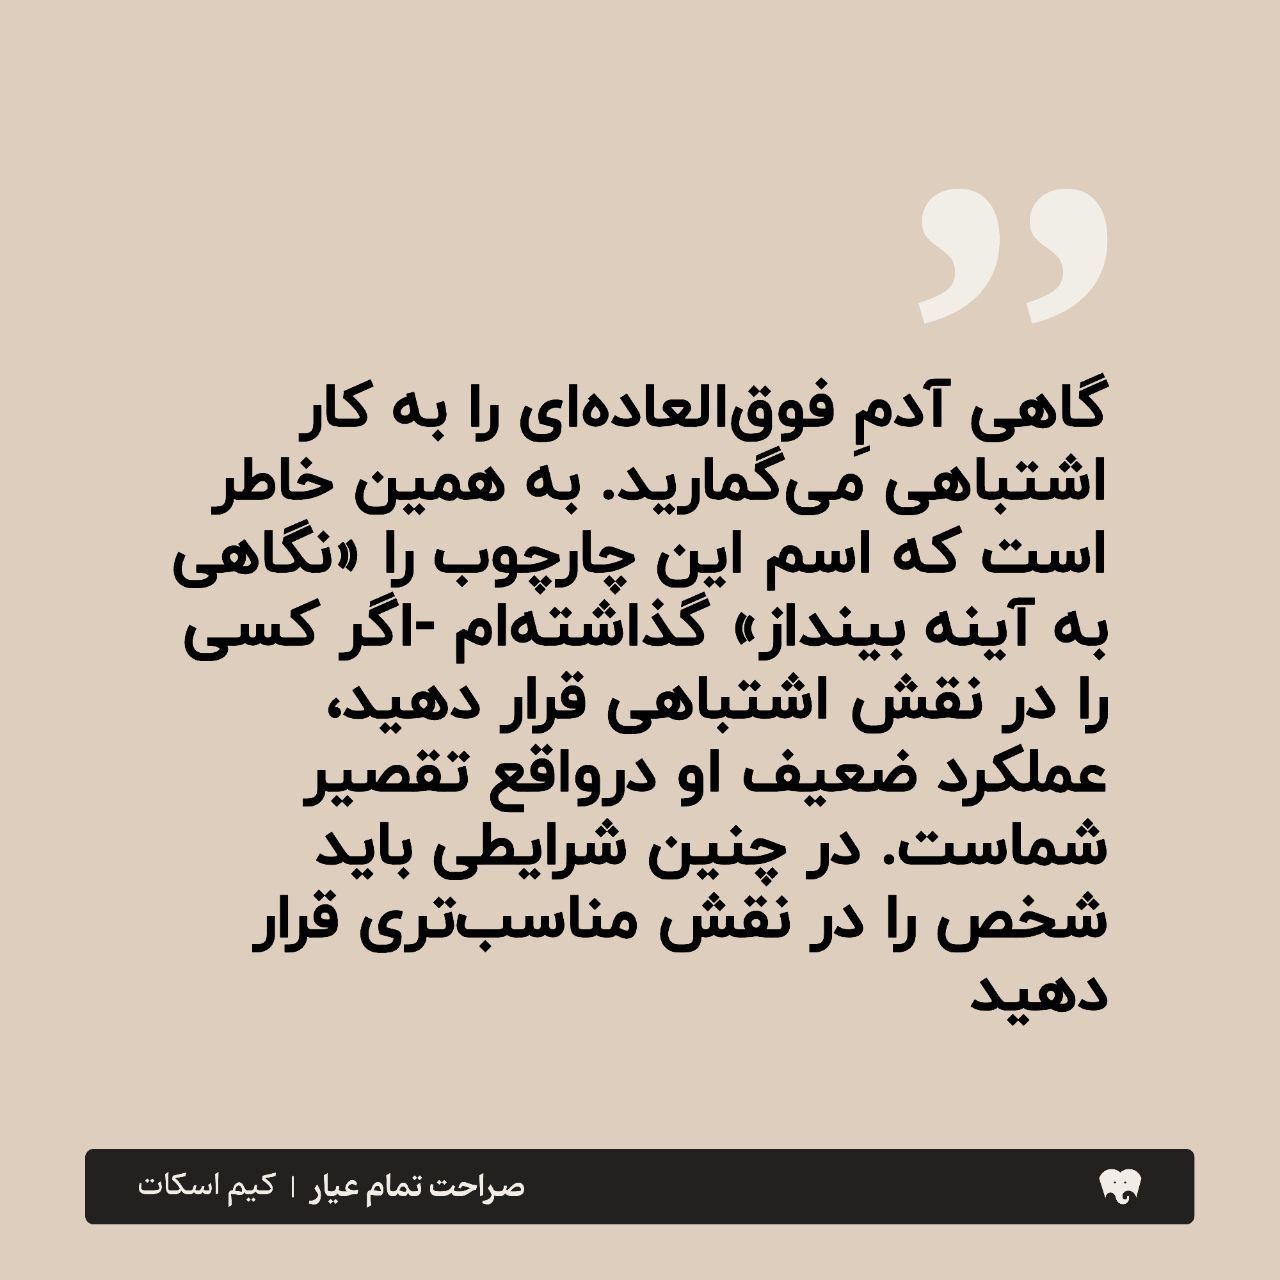 ”
گاهی آدمِ فوق‌العاده‌ای را به کار
اشتباهی می‌گمارید. به همین خاطر
است که اسم این چارچوب را «نگاهی
به آینه بینداز» گذاشته‌ام -اگر کسی
را در نقش اشتباهی قرار دهید،
عملکرد ضعیف او درواقع تقصیر
شماست. در چنین شرایطی باید
شخص را در نقش مناسب‌تری قرار
دهید
صراحت تمام عیار | کیم اسکات